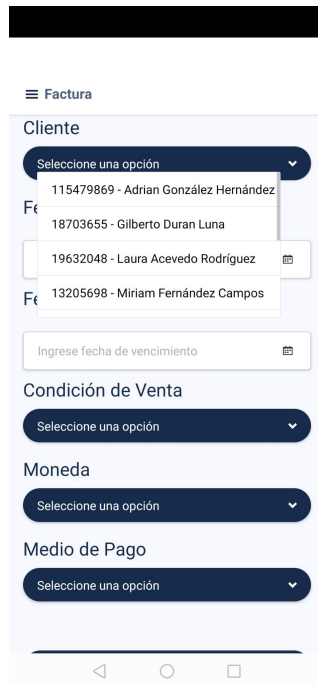 Factura
Cliente
Seleccione una opción
115479869 - Adrian González Hernández
Fe
18703655 - Gilberto Duran Luna
19632048 - Laura Acevedo Rodríguez
Fe
13205698 - Miriam Fernández Campos
Ingrese fecha de vencimiento
Condición de Venta
Seleccione una opción
Moneda
Seleccione una opción
Medio de Pago
Seleccione una opción